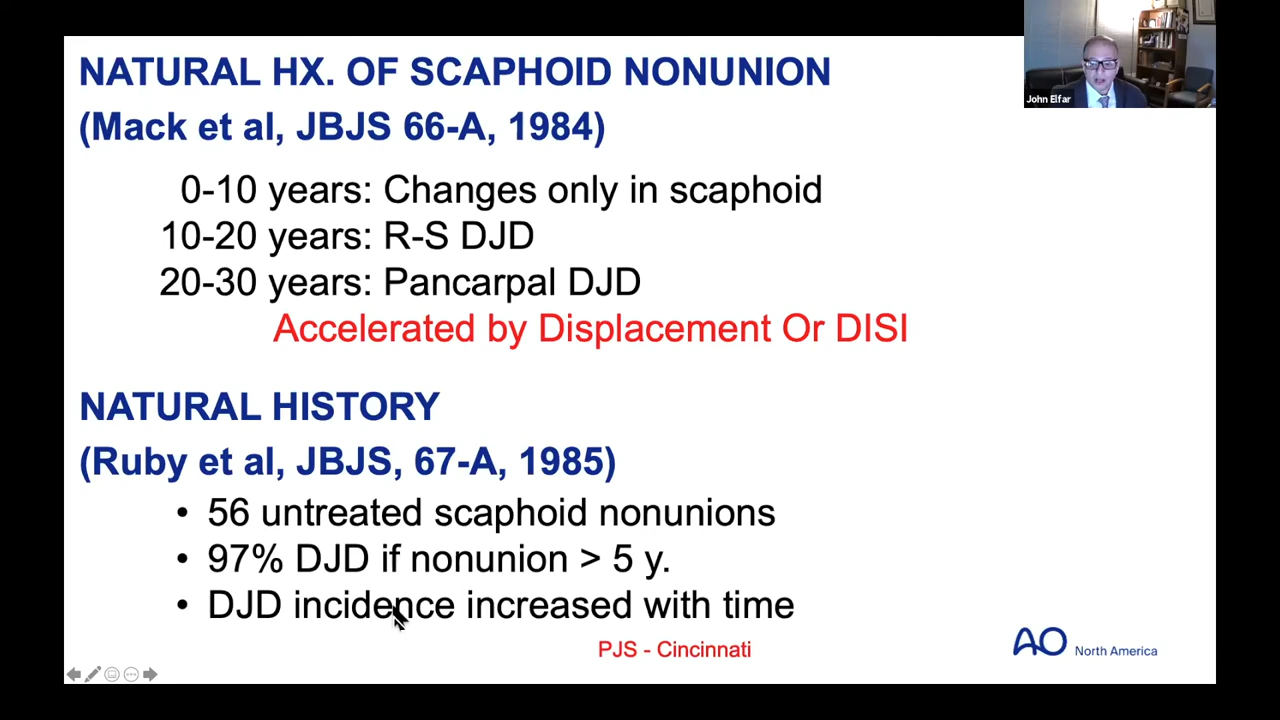 NATURAL HX. OF SCAPHOID NONUNION
(Mack et al, JBJS 66-A, 1984)
0-10 years: Changes only in scaphoid
10-20 years: R-S DJD
20-30 years: Pancarpal DJD
Accelerated by Displacement Or DISI
NATURAL HISTORY
(Ruby et al, JBJS, 67-A, 1985)
• 56 untreated scaphoid nonunions
• 97% DJD if nonunion > 5 y.
• DJD incidence increased with time
PJS - Cincinnati
AO North America
John Elfar